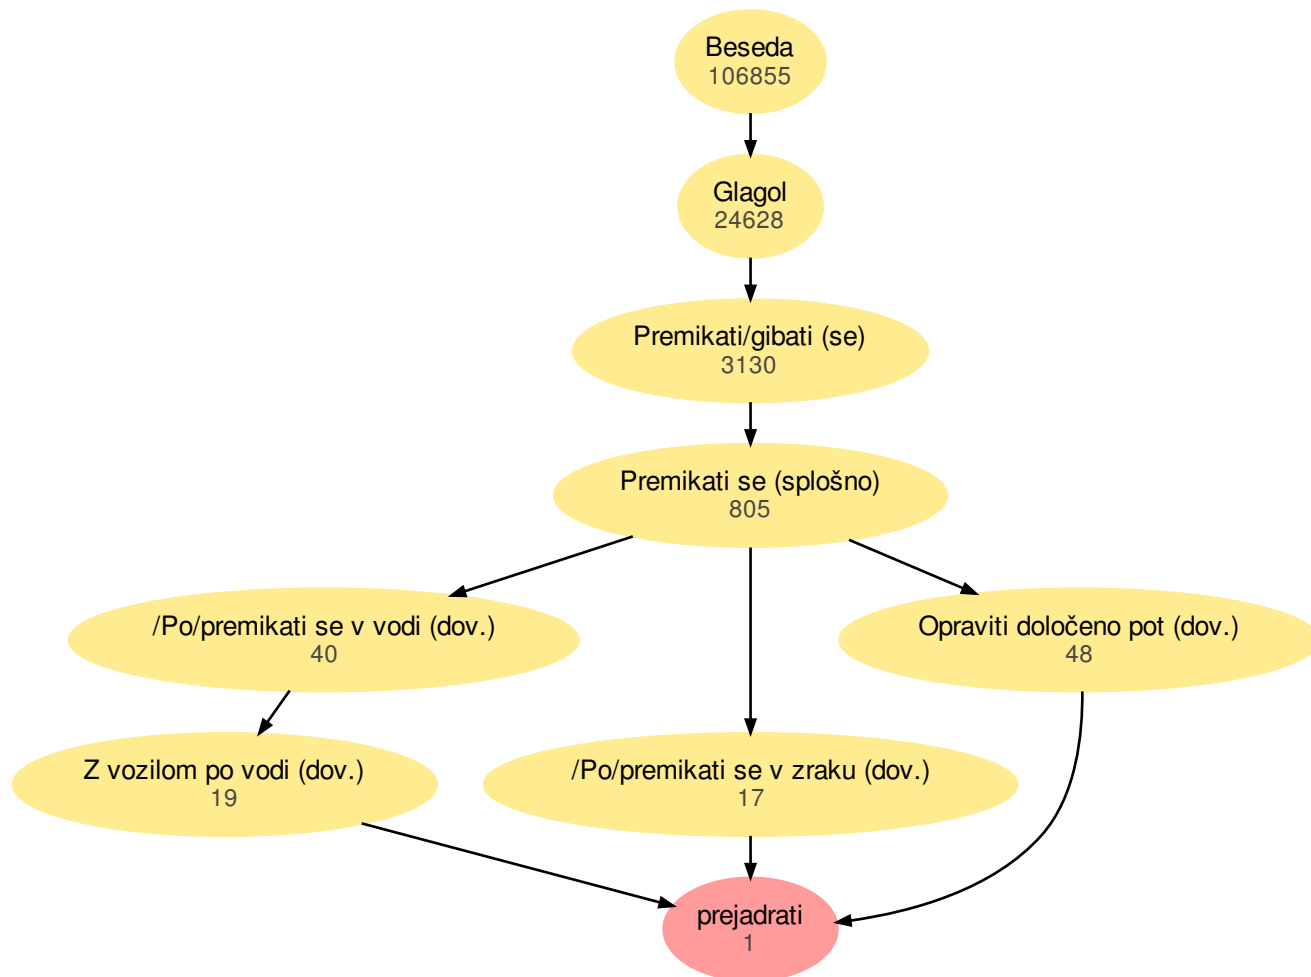 Beseda
106855
Glagol
24628
Premikati/gibati (se)
3130
Premikati se (splošno)
805
/Po/premikati se v vodi (dov.)
40
Opraviti določeno pot (dov.)
48
Z vozilom po vodi (dov.)
19
/Po/premikati se v zraku (dov.)
17
prejadrati
1